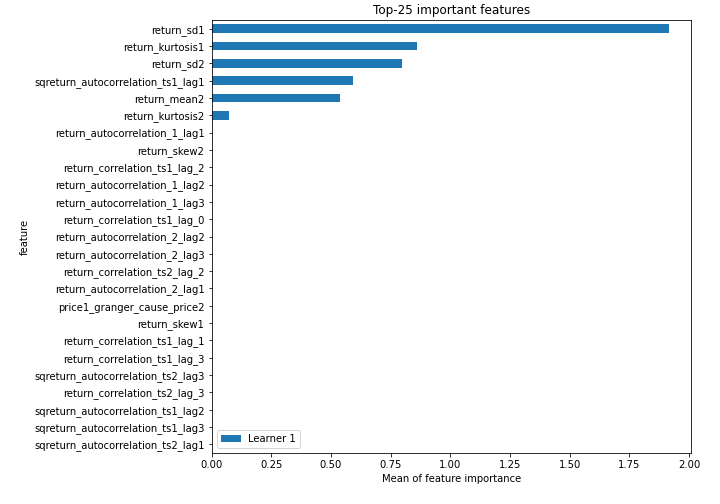 Top-25 important features
return_sd1
return_kurtosis1
return_sd2
sqreturn_autocorrelation_ts1_lag1
return_mean2
return_kurtosis2
return_autocorrelation_1_lag1
return_skew2
return_correlation_ts1_lag_2
return_autocorrelation_1_lag2
return_autocorrelation_1_lag3
return_correlation_ts1_lag_0
return_autocorrelation_2_lag2
return_autocorrelation_2_lag3
return_correlation_ts2_lag_2
return_autocorrelation_2_lag1
price1_granger_cause_price2
return_skew1
return_correlation_ts1_lag_1
return_correlation_ts1_lag_3
sqreturn_autocorrelation_ts2_lag3
return_correlation_ts2_lag_3
sqreturn_autocorrelation_ts1_lag2
sqreturn_autocorrelation_ts1_lag3
sqreturn_autocorrelation_ts2_lag1
feature
Learner 1
0.00 0.25 0.50 0.75 1.00 1.25 1.50 1.75 2.00
Mean of feature importance